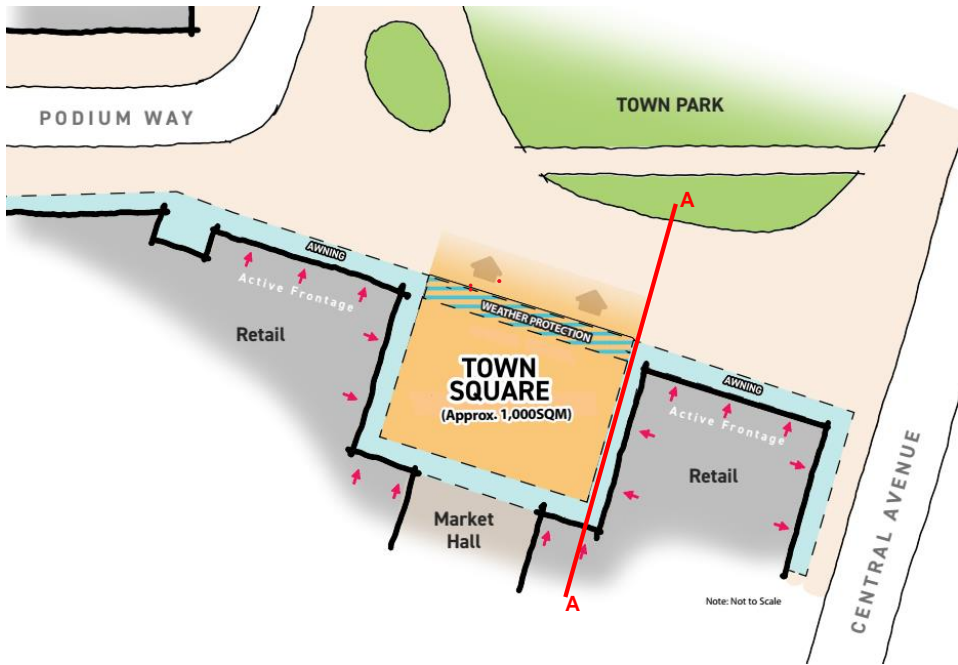 PODIUM WAY
TOWN PARK
A
AWNING
Active Frontage
Retail
WEATHER PROTECTION
TOWN
SQUARE
(Approx. 1,000SQM)
AWNING
Active Frontage
Retail
Market
Hall
A
Note: Not to Scale
CENTRAL AVENUE